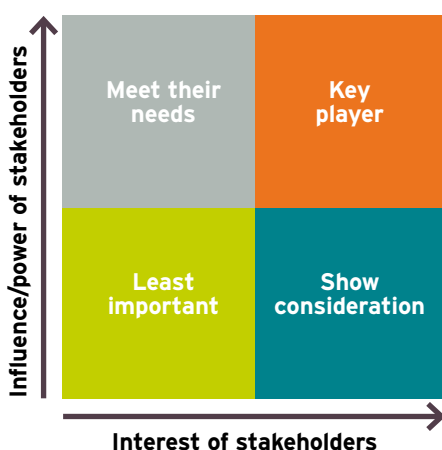 Influence/power of stakeholders
Meet their
needs
Key
player
Least
important
Show
consideration
Interest of stakeholders